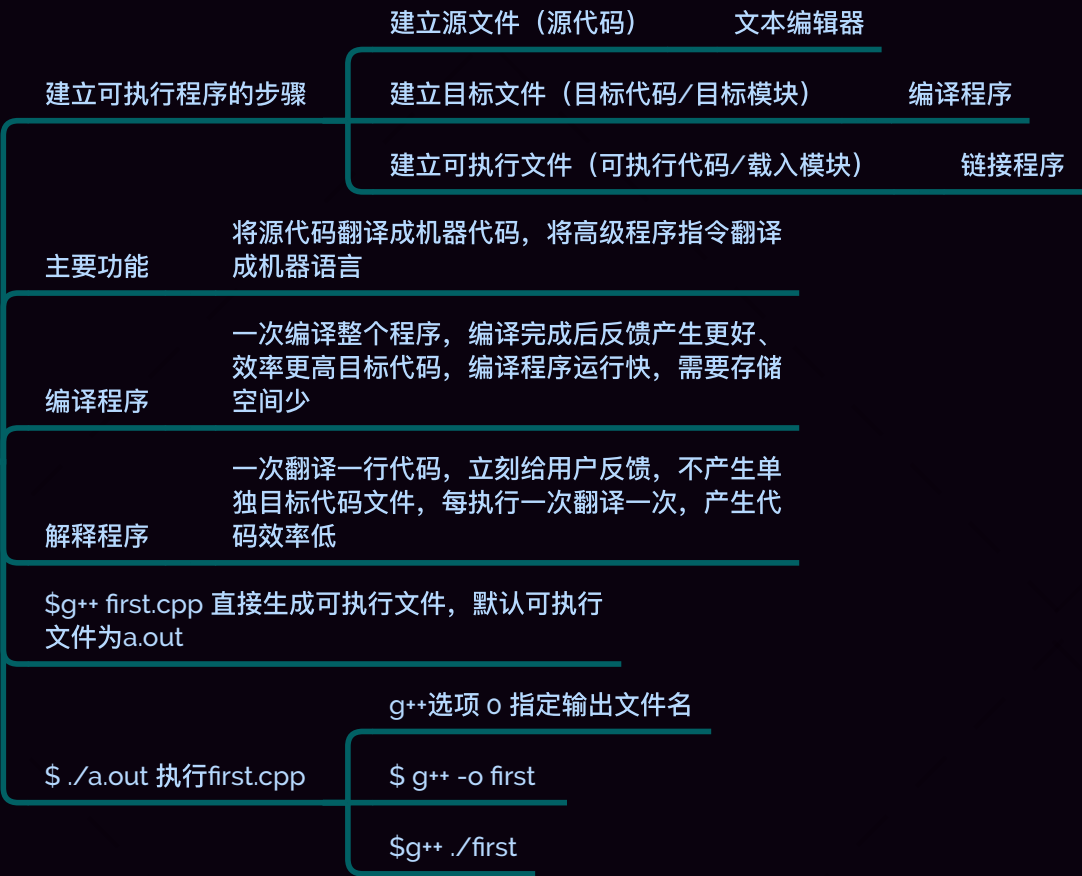 建立源文件（源代码） 文本编辑器
建立可执行程序的步骤 建立目标文件（目标代码/目标模块） 编译程序
建立可执行文件（可执行代码/载入模块） 链接程序
将源代码翻译成机器代码，将高级程序指令翻译
主要功能 成机器语言
一次编译整个程序，编译完成后反馈产生更好、
效率更高目标代码，编译程序运行快，需要存储
编译程序 空间少
一次翻译一行代码，立刻给用户反馈，不产生单
独目标代码文件，每执行一次翻译一次，产生代
解释程序 码效率低
$g++ first.cpp 直接生成可执行文件，默认可执行
文件为a.out
g++选项 o 指定输出文件名
$ ./a.out 执行first.cpp $ g++ -o first
$g++ ./first